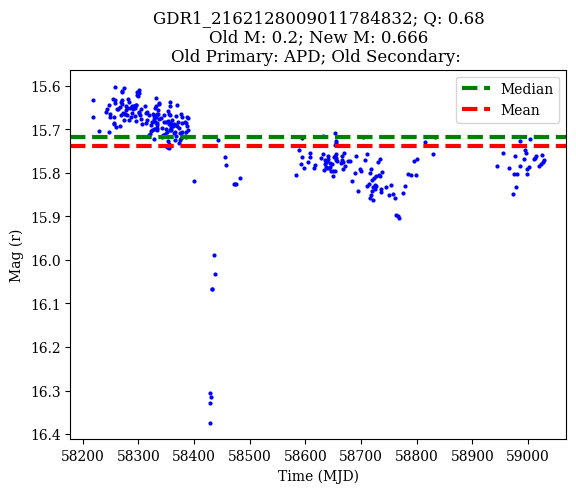 GDR1_2162128009011784832; Q: 0.68
Old M: 0.2; New M: 0.666
Old Primary: APD; Old Secondary:
Median
Mean
Mag (r)
15.6
15.7
15.8
15.9
16.0
16.1
16.2
16.3
16.4
58200 58300 58400 58500 58600 58700 58800 58900 59000
Time (MJD)